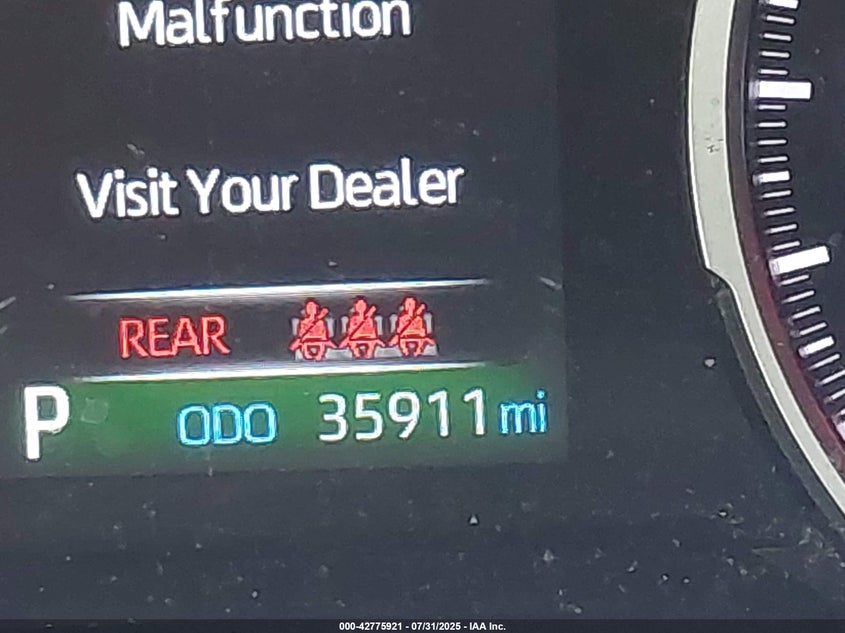 Malfunction
Visit Your Dealer
REAR
P ODO 35911 mi
000-42775921 - 07/31/2025 - IAA Inc.